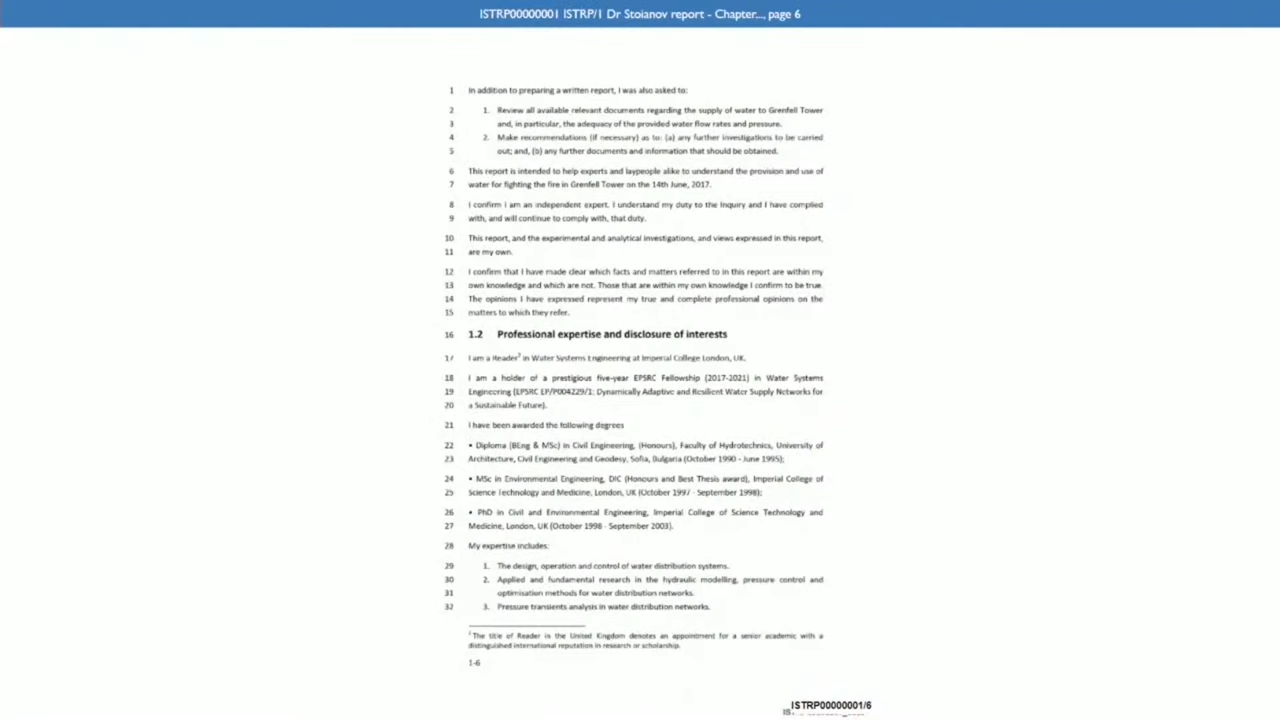 ISTRP00000001 ISTRP/1 Dr Stoianov report - Chapter..., page 6
1 In addition to preparing a written report, I was also asked to:
2 1. Review all available relevant documents regarding the supply of water to Grenfell Tower
3 and, in particular, the adequacy of the provided water flow rates and pressure.
4 2. Make recommendations (if necessary) as to: (a) any further investigations to be carried
5 out; and, (b) any further documents and information that should be obtained.
6 This report is intended to help experts and laypeople alike to understand the provision and use of
7 water for fighting the fire in Grenfell Tower on the 14th June, 2017.
8 I confirm I am an independent expert. I understand my duty to the Inquiry and I have complied
9 with, and will continue to comply with, that duty.
10 This report, and the experimental and analytical investigations, and views expressed in this report,
11 are my own.
12 I confirm that I have made clear which facts and matters referred to in this report are within my
13 own knowledge and which are not. Those that are within my own knowledge I confirm to be true.
14 The opinions I have expressed represent my true and complete professional opinions on the
15 matters to which they refer.
16 1.2 Professional expertise and disclosure of interests
17 I am a Reader in Water Systems Engineering at Imperial College London, UK.
18 I am a holder of a prestigious five-year EPSRC Fellowship (2017-2021) in Water Systems
19 Engineering (EPSRC EP/P004229/1: Dynamically Adaptive and Resilient Water Supply Networks for
20 a Sustainable Future).
21 I have been awarded the following degrees
22 • Diploma (BEng & MSc) in Civil Engineering, (Honours), Faculty of Hydrotechnics, University of
23 Architecture, Civil Engineering and Geodesy, Sofia, Bulgaria (October 1990 - June 1995);
24 • MSc in Environmental Engineering, DIC (Honours and Best Thesis award), Imperial College of
25 Science Technology and Medicine, London, UK (October 1997 - September 1998);
26 • PhD in Civil and Environmental Engineering, Imperial College of Science Technology and
27 Medicine, London, UK (October 1998 - September 2003).
28 My expertise includes:
29 1. The design, operation and control of water distribution systems.
30 2. Applied and fundamental research in the hydraulic modelling, pressure control and
31 optimisation methods for water distribution networks.
32 3. Pressure transients analysis in water distribution networks.
The title of Reader in the United Kingdom denotes an appointment for a senior academic with a
distinguished international reputation in research or scholarship.
1-6
ISTRP00000001/6